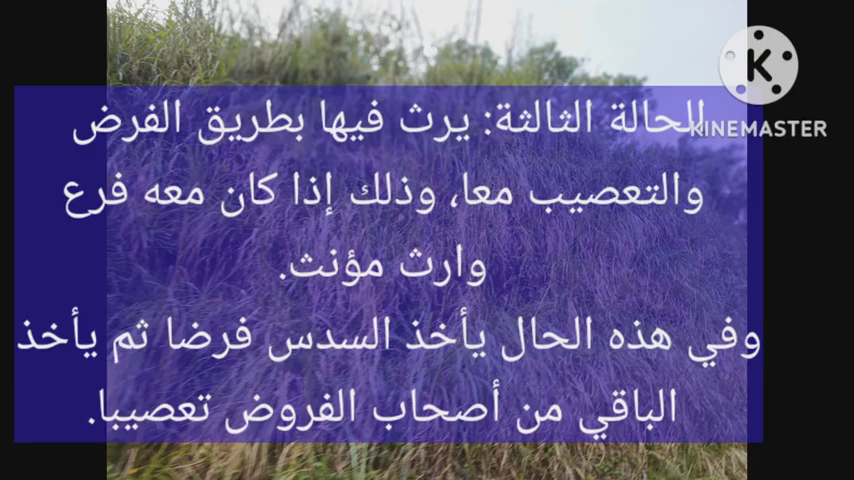 الحالة الثالثة: يرث فيها بطريق الفرض
والتعصيب معا، وذلك إذا كان معه فرع
وارث مؤنث.
وفي هذه الحال يأخذ السدس فرضا ثم يأخذ
الباقي من أصحاب الفروض تعصيبا.
K
KINEMASTER